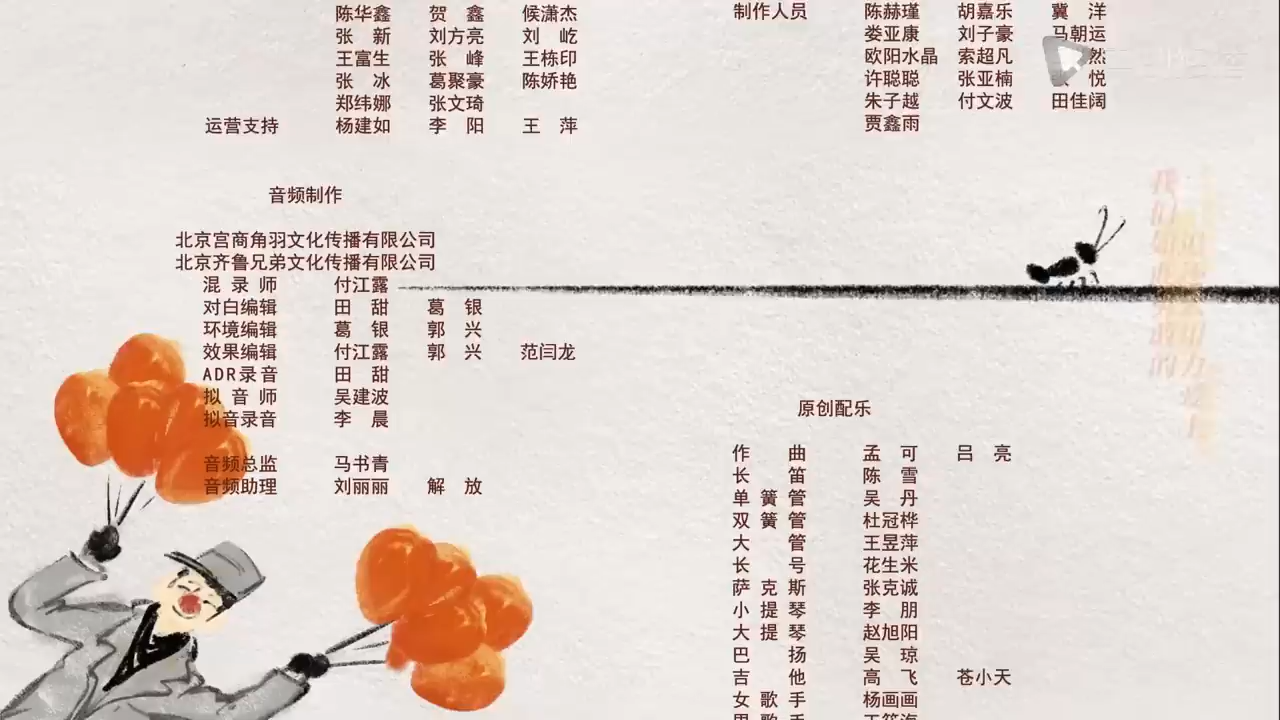 陈华鑫 贺 鑫 候潇杰
张 新 刘方亮 刘 屹
王富生 张 峰 王栋印
张 冰 葛聚豪 陈娇艳
郑纬娜 张文琦
运营支持 杨建如 李 阳 王 萍
音频制作
北京宫商角羽文化传播有限公司
北京齐鲁兄弟文化传播有限公司
混录师 付江露
对白编辑 田 甜 葛 银
环境编辑 葛 银 郭 兴
效果编辑 付江露 郭 兴 范闫龙
ADR录音 田 甜
拟音师 吴建波
拟音录音 李 晨
音频总监 马书青
音频助理 刘丽丽 解 放
制作人员 陈赫瑾 胡嘉乐 冀 洋
娄亚康 刘子豪 马朝运
欧阳水晶 索超凡 然
许聪聪 张亚楠 悦
朱子越 付文波 田佳阔
贾鑫雨
原创配乐
作曲 孟 可 吕 亮
长笛 陈 雪
单簧管 吴 丹
双簧管 杜冠桦
大管 王昱萍
长号 花生米
萨克斯 张克诚
小提琴 李 朋
大提琴 赵旭阳
巴扬 吴 琼
吉他 高 飞 苍小天
女歌手 杨画画